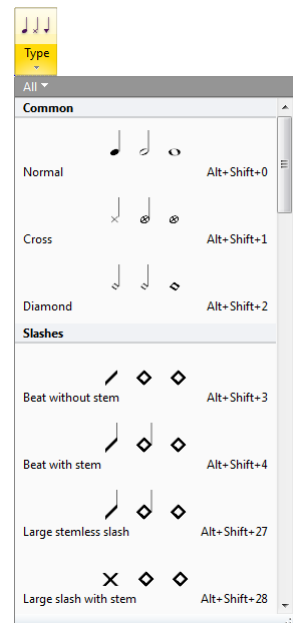 Type
All
Common
Normal Alt+Shift+0
Cross Alt+Shift+1
Diamond Alt+Shift+2
Slashes
Beat without stem Alt+Shift+3
Beat with stem Alt+Shift+4
Large stemless slash Alt+Shift+27
Large slash with stem Alt+Shift+28